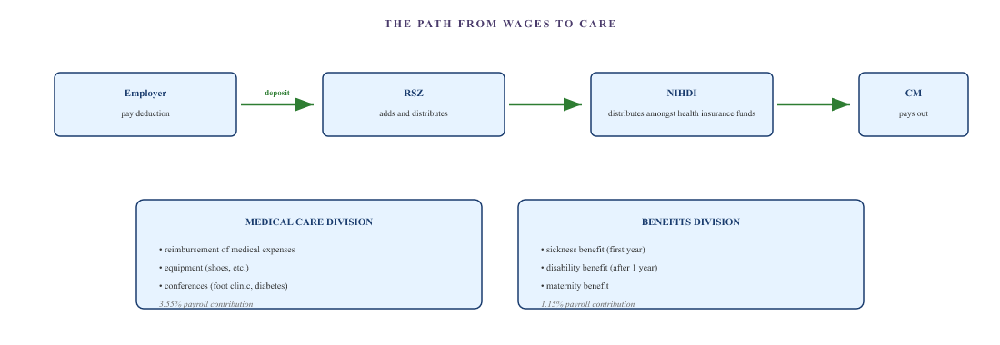 THE PATH FROM WAGES TO CARE
Employer
pay deduction
deposit
RSZ
adds and distributes
NIHDI
distributes amongst health insurance funds
CM
pays out
MEDICAL CARE DIVISION
• reimbursement of medical expenses
• equipment (shoes, etc.)
• conferences (foot clinic, diabetes)
3.55% payroll contribution
BENEFITS DIVISION
• sickness benefit (first year)
• disability benefit (after 1 year)
• maternity benefit
1.15% payroll contribution